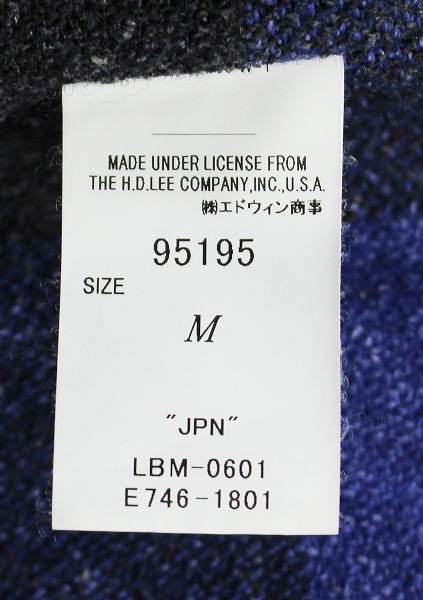 MADE UNDER LICENSE FROM
THE H.D.LEE COMPANY,INC.,U.S.A.
㈱エドウィン商事
95195
SIZE
M
"JPN"
LBM-0601
E746-1801